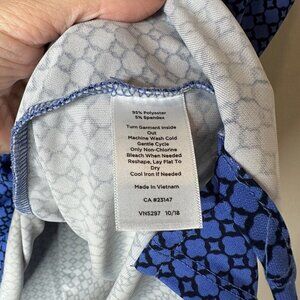 95% Polyester
5% Spandex
Turn Garment Inside
Out
Machine Wash Cold
Gentle Cycle
Only Non-Chlorine
Bleach When Needed
Reshape, Lay Flat To
Dry
Cool Iron if Needed
Made in Vietnam
CA #23147
VN5297 10/18